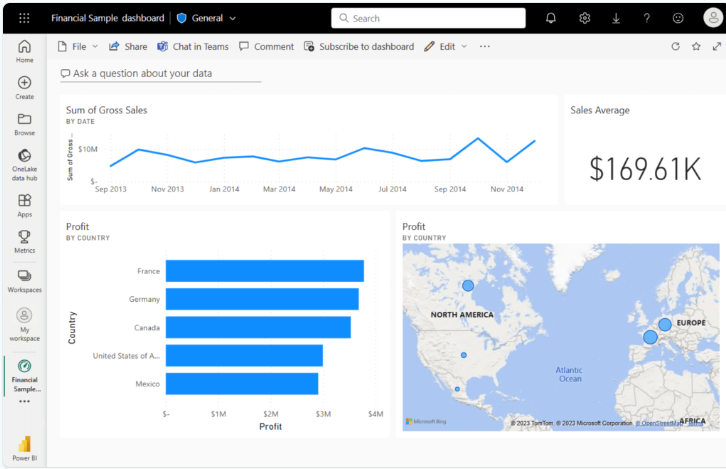 Financial Sample dashboard
General
Search
Home
Create
Browse
OneLake
data hub
Apps
Metrics
Workspaces
My
workspace
Financial
Sample...
Power BI
File
Share
Chat in Teams
Comment
Subscribe to dashboard
Edit
Ask a question about your data
Sum of Gross Sales
BY DATE
Sum of Gross ...
$10M
$-
Sep 2013
Nov 2013
Jan 2014
Mar 2014
May 2014
Jul 2014
Sep 2014
Nov 2014
Sales Average
$169.61K
Profit
BY COUNTRY
Country
France
Germany
Canada
United States of A...
Mexico
$-
$1M
$2M
$3M
$4M
Profit
Profit
BY COUNTRY
NORTH AMERICA
EUROPE
Atlantic
Ocean
AFRICA
Microsoft Bing
© 2023 TomTom, © 2023 Microsoft Corporation © OpenStreetMap Terms